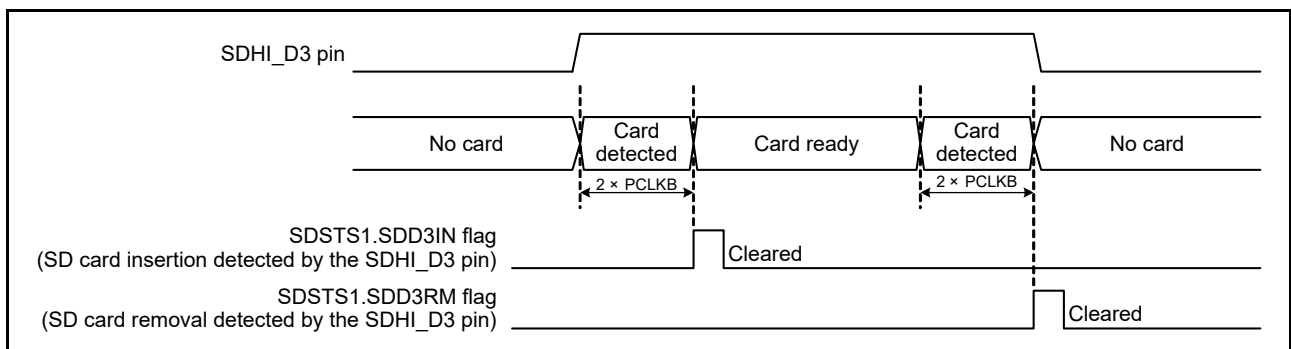 SDHI_D3 pin
No card
Card
detected
Card ready
Card
detected
No card
2 × PCLKB
2 × PCLKB
SDSTS1.SDD3IN flag
(SD card insertion detected by the SDHI_D3 pin)
Cleared
SDSTS1.SDD3RM flag
(SD card removal detected by the SDHI_D3 pin)
Cleared